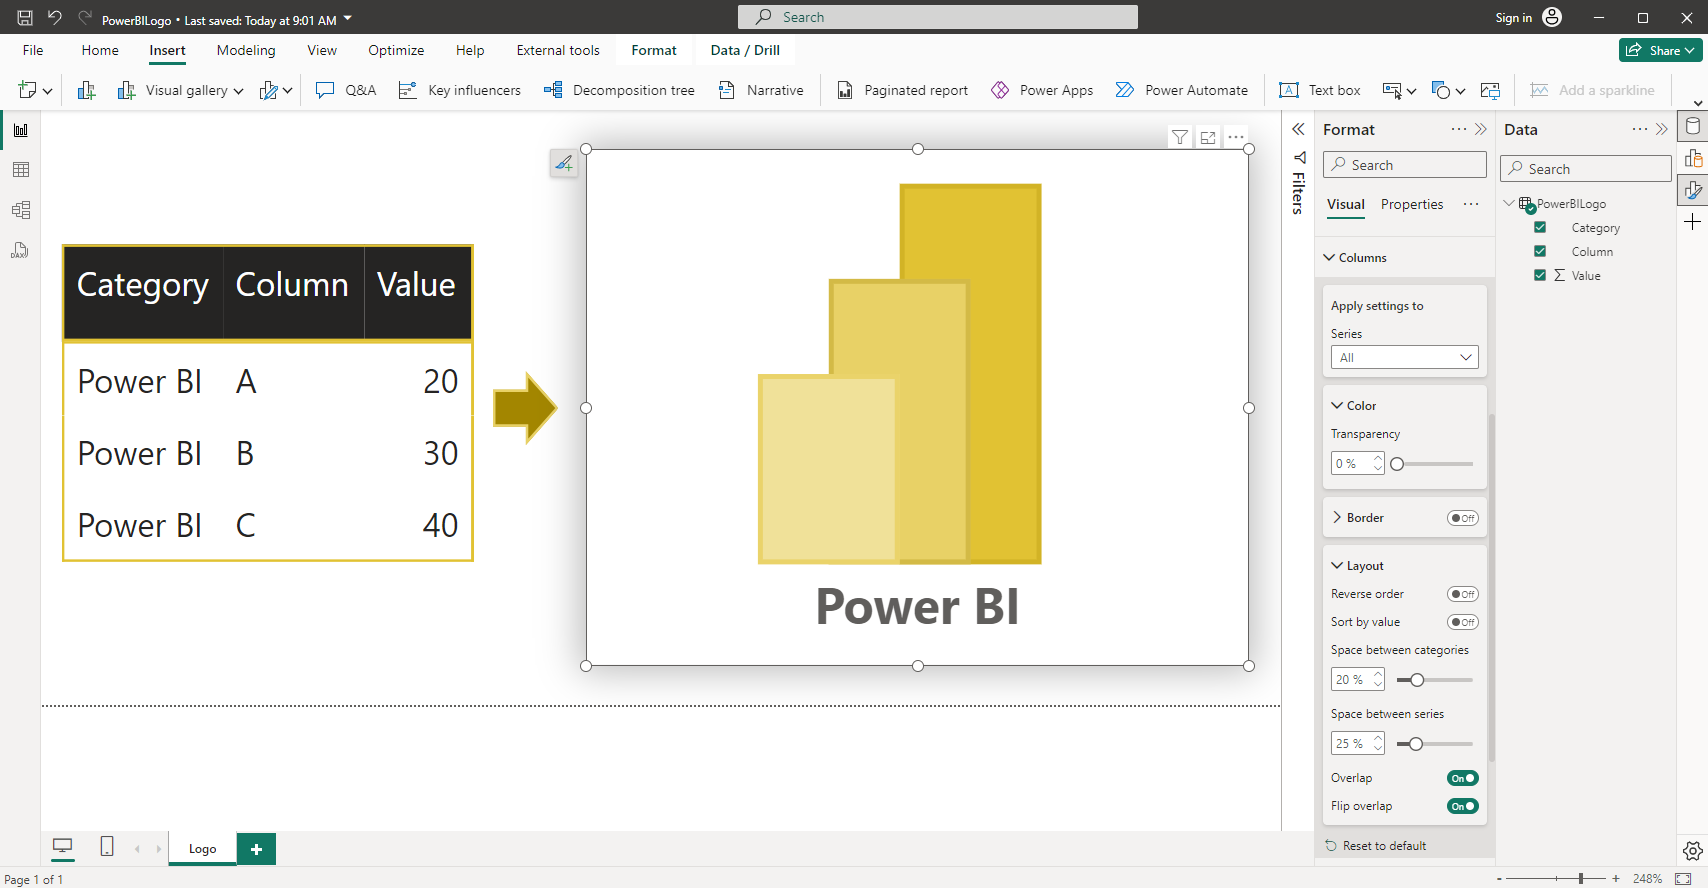 PowerBILogo • Last saved: Today at 9:01 AM
Search
Sign in
File Home Insert Modeling View Optimize Help External tools Format Data / Drill
Share
Visual gallery Q&A Key influencers Decomposition tree Narrative Paginated report Power Apps Power Automate Text box Add a sparkline
DAX
Category Column Value
Power BI A 20
Power BI B 30
Power BI C 40
Power BI
Filters
Format
Search
Visual Properties
Columns
Apply settings to
Series
All
Color
Transparency
0 %
Border Off
Layout
Reverse order Off
Sort by value Off
Space between categories
20 %
Space between series
25 %
Overlap On
Flip overlap On
Reset to default
Data
Search
PowerBILogo
Category
Column
Σ Value
Logo +
Page 1 of 1
- + 248%